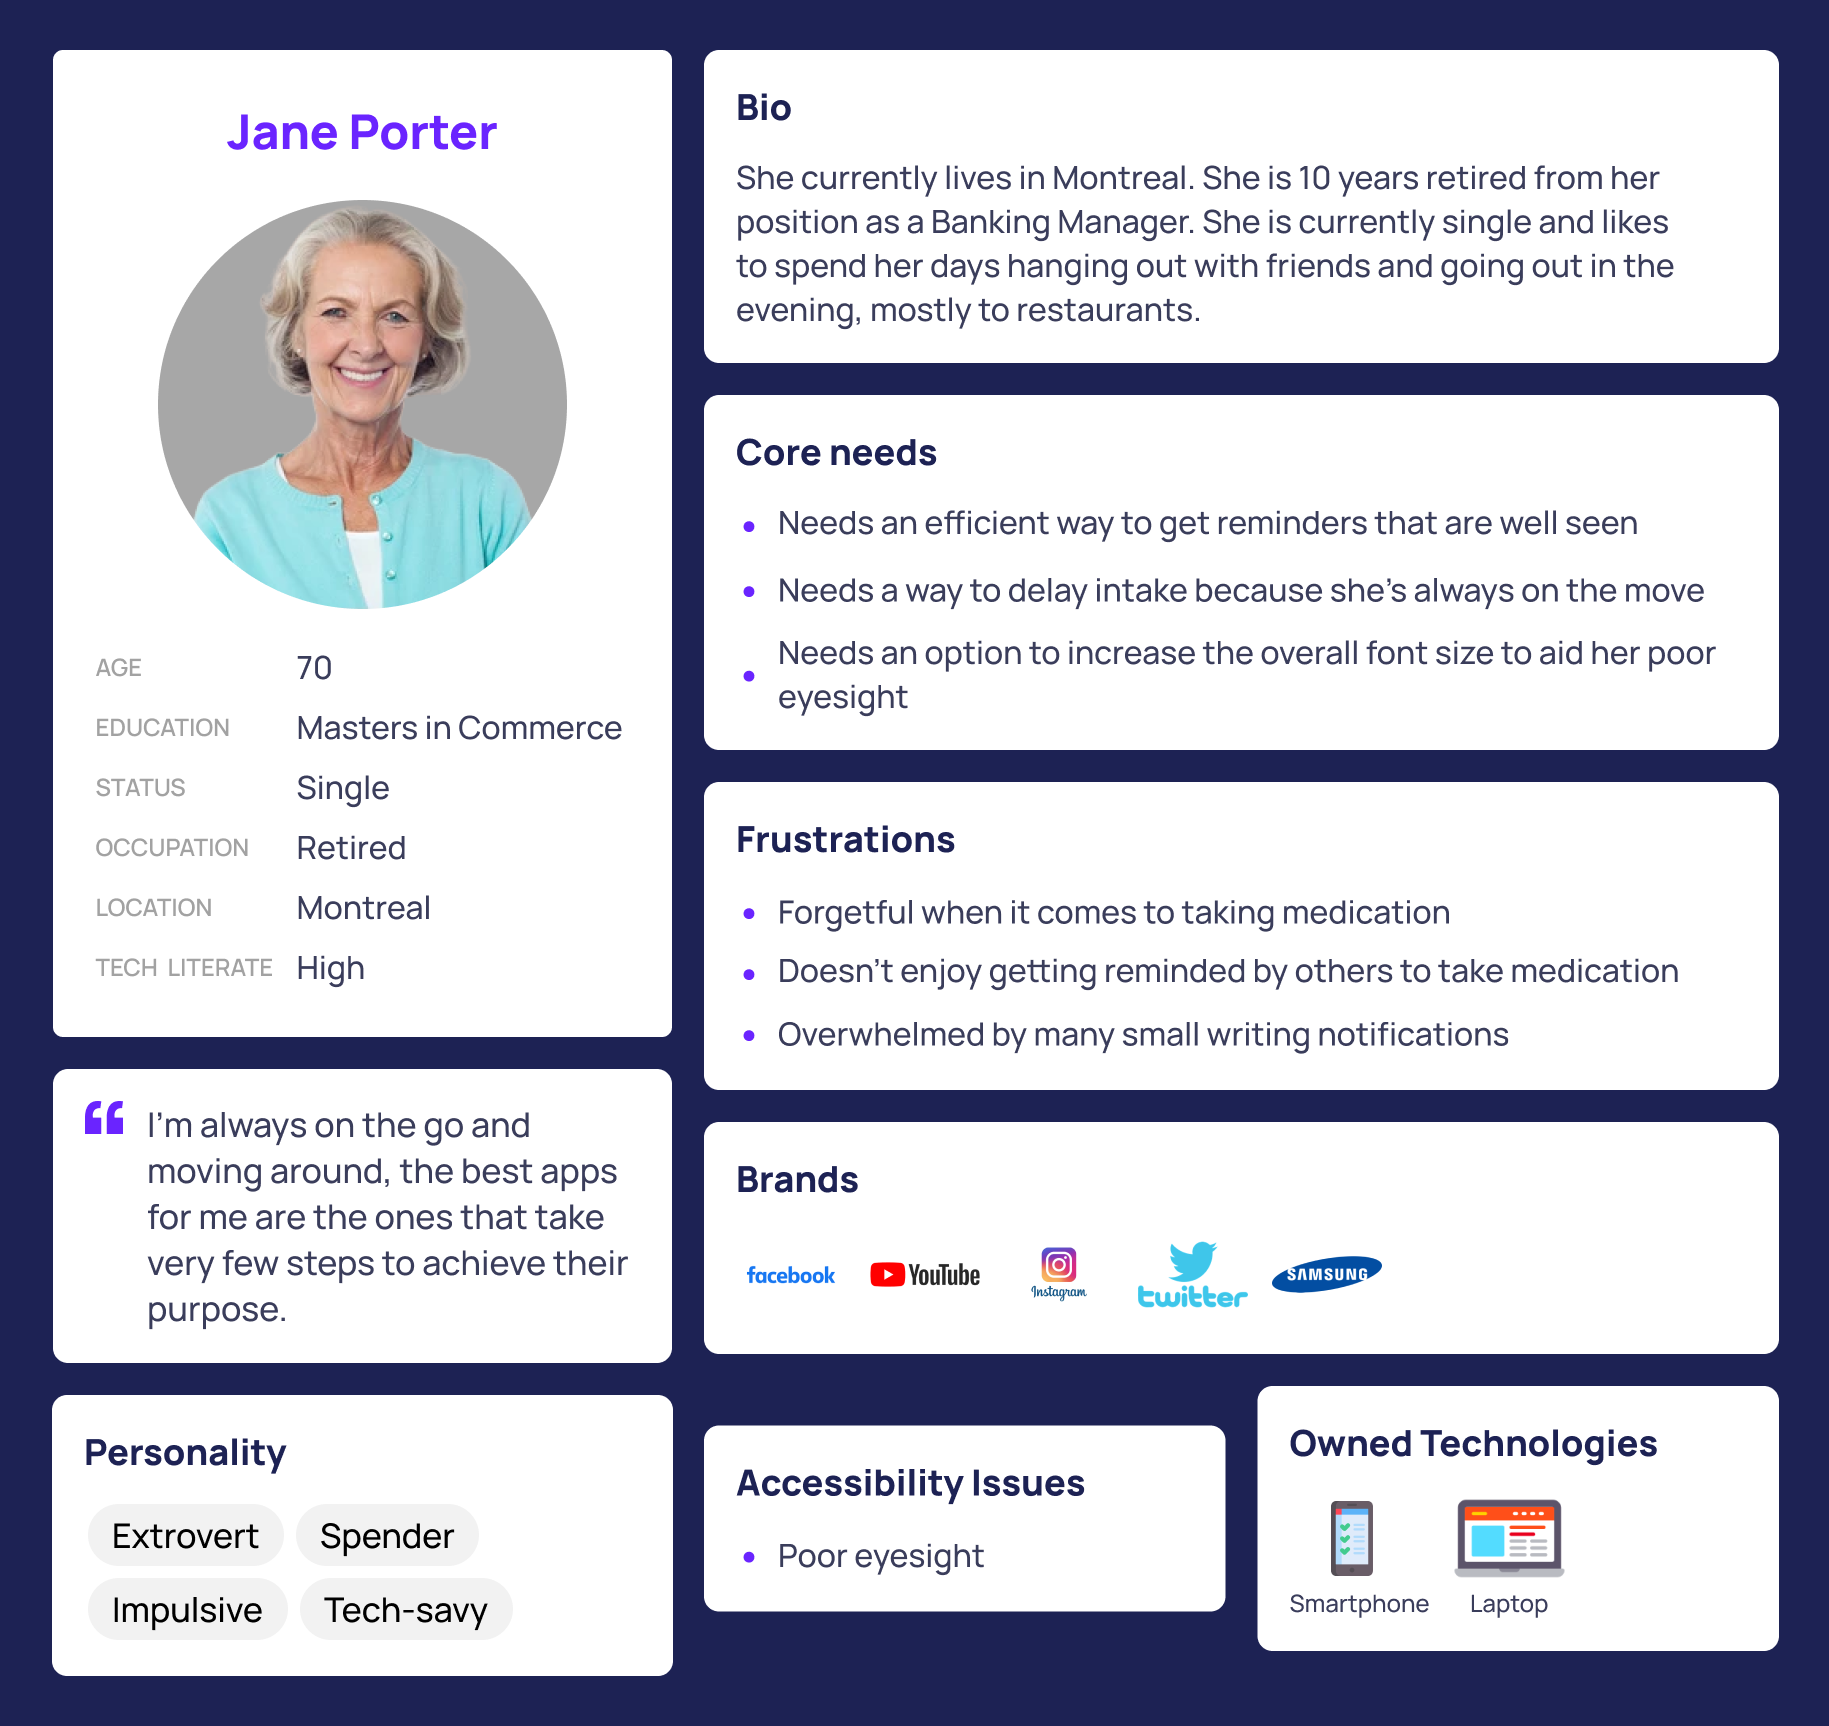 Jane Porter
AGE 70
EDUCATION Masters in Commerce
STATUS Single
OCCUPATION Retired
LOCATION Montreal
TECH LITERATE High
“ I’m always on the go and
moving around, the best apps
for me are the ones that take
very few steps to achieve their
purpose.
Personality
Extrovert Spender
Impulsive Tech-savy
Bio
She currently lives in Montreal. She is 10 years retired from her
position as a Banking Manager. She is currently single and likes
to spend her days hanging out with friends and going out in the
evening, mostly to restaurants.
Core needs
• Needs an efficient way to get reminders that are well seen
• Needs a way to delay intake because she’s always on the move
• Needs an option to increase the overall font size to aid her poor
eyesight
Frustrations
• Forgetful when it comes to taking medication
• Doesn’t enjoy getting reminded by others to take medication
• Overwhelmed by many small writing notifications
Brands
facebook YouTube Instagram twitter SAMSUNG
Accessibility Issues
• Poor eyesight
Owned Technologies
Smartphone Laptop